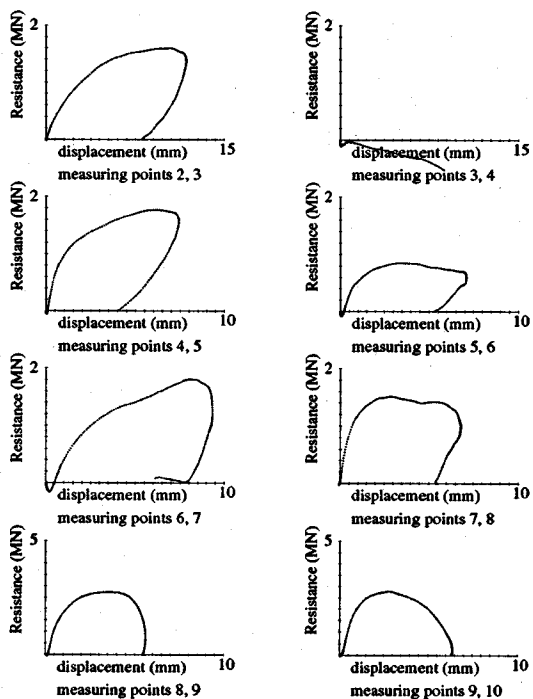 2
Resistance (MN)
displacement (mm) 15
measuring points 2, 3
2
Resistance (MN)
displacement (mm) 15
measuring points 3, 4
2
Resistance (MN)
displacement (mm) 10
measuring points 4, 5
2
Resistance (MN)
displacement (mm) 10
measuring points 5, 6
2
Resistance (MN)
displacement (mm) 10
measuring points 6, 7
2
Resistance (MN)
displacement (mm) 10
measuring points 7, 8
5
Resistance (MN)
displacement (mm) 10
measuring points 8, 9
5
Resistance (MN)
displacement (mm) 10
measuring points 9, 10